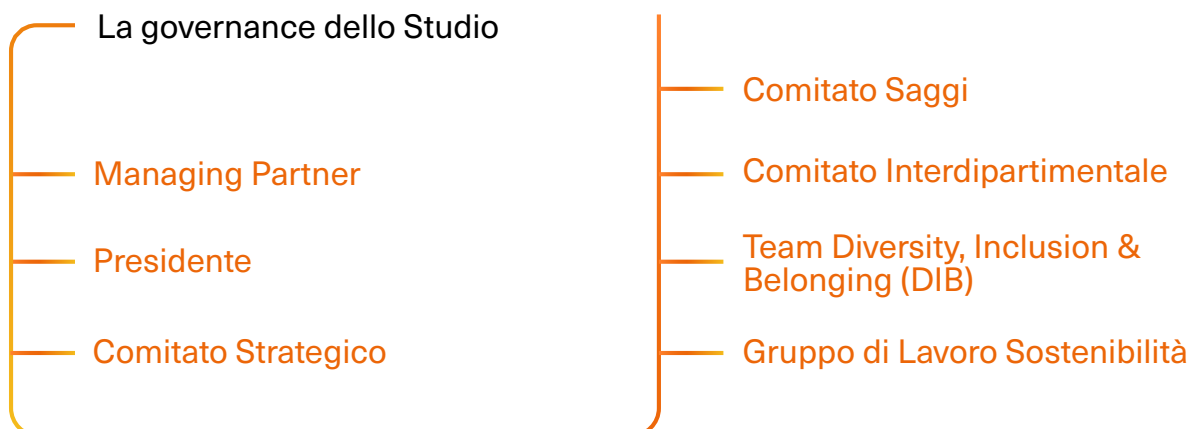 La governance dello Studio
Managing Partner
Presidente
Comitato Strategico
Comitato Saggi
Comitato Interdipartimentale
Team Diversity, Inclusion &
Belonging (DIB)
Gruppo di Lavoro Sostenibilità